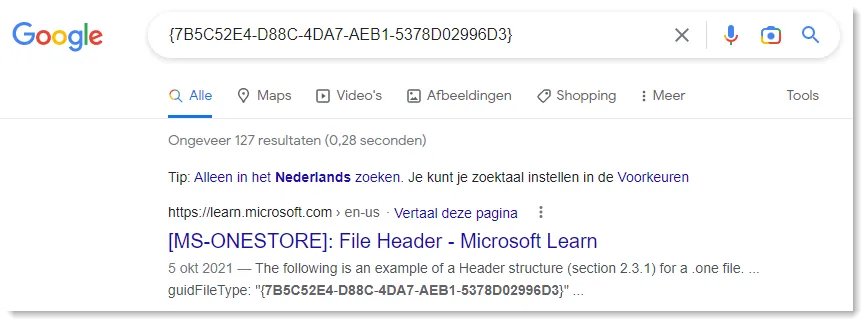 Google {7B5C52E4-D88C-4DA7-AEB1-5378D02996D3}
Alle Maps Video's Afbeeldingen Shopping Meer Tools
Ongeveer 127 resultaten (0,28 seconden)
Tip: Alleen in het Nederlands zoeken. Je kunt je zoektaal instellen in de Voorkeuren
https://learn.microsoft.com › en-us · Vertaal deze pagina
[MS-ONESTORE]: File Header - Microsoft Learn
5 okt 2021 — The following is an example of a Header structure (section 2.3.1) for a .one file. ...
guidFileType: "{7B5C52E4-D88C-4DA7-AEB1-5378D02996D3}" ...